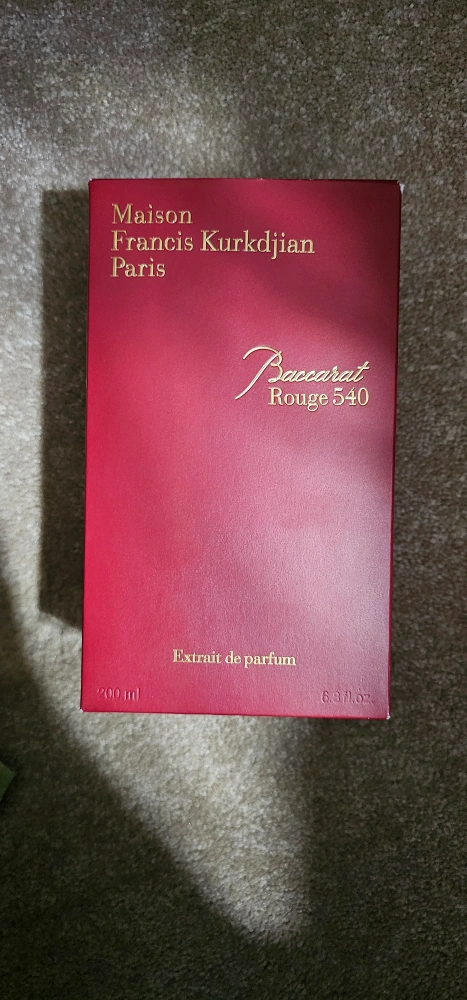 Maison
Francis Kurkdjian
Paris
Baccarat
Rouge 540
Extrait de parfum
200 ml
6.8 fl.oz.